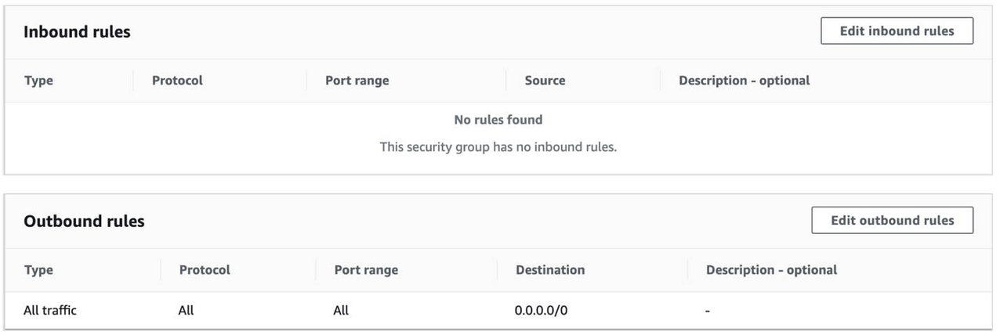 Inbound rules
Edit inbound rules
Type Protocol Port range Source Description - optional
No rules found
This security group has no inbound rules.
Outbound rules
Edit outbound rules
Type Protocol Port range Destination Description - optional
All traffic All All 0.0.0.0/0 -